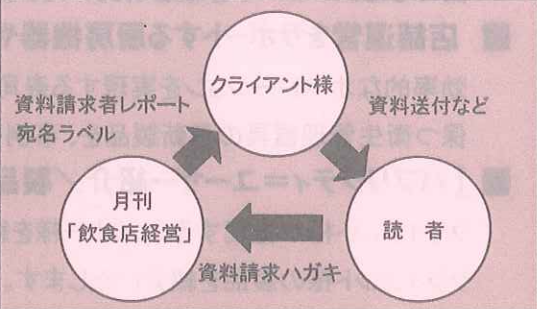 クライアント様
資料請求者レポート
宛名ラベル
資料送付など
月刊
「飲食店経営」
読 者
資料請求ハガキ